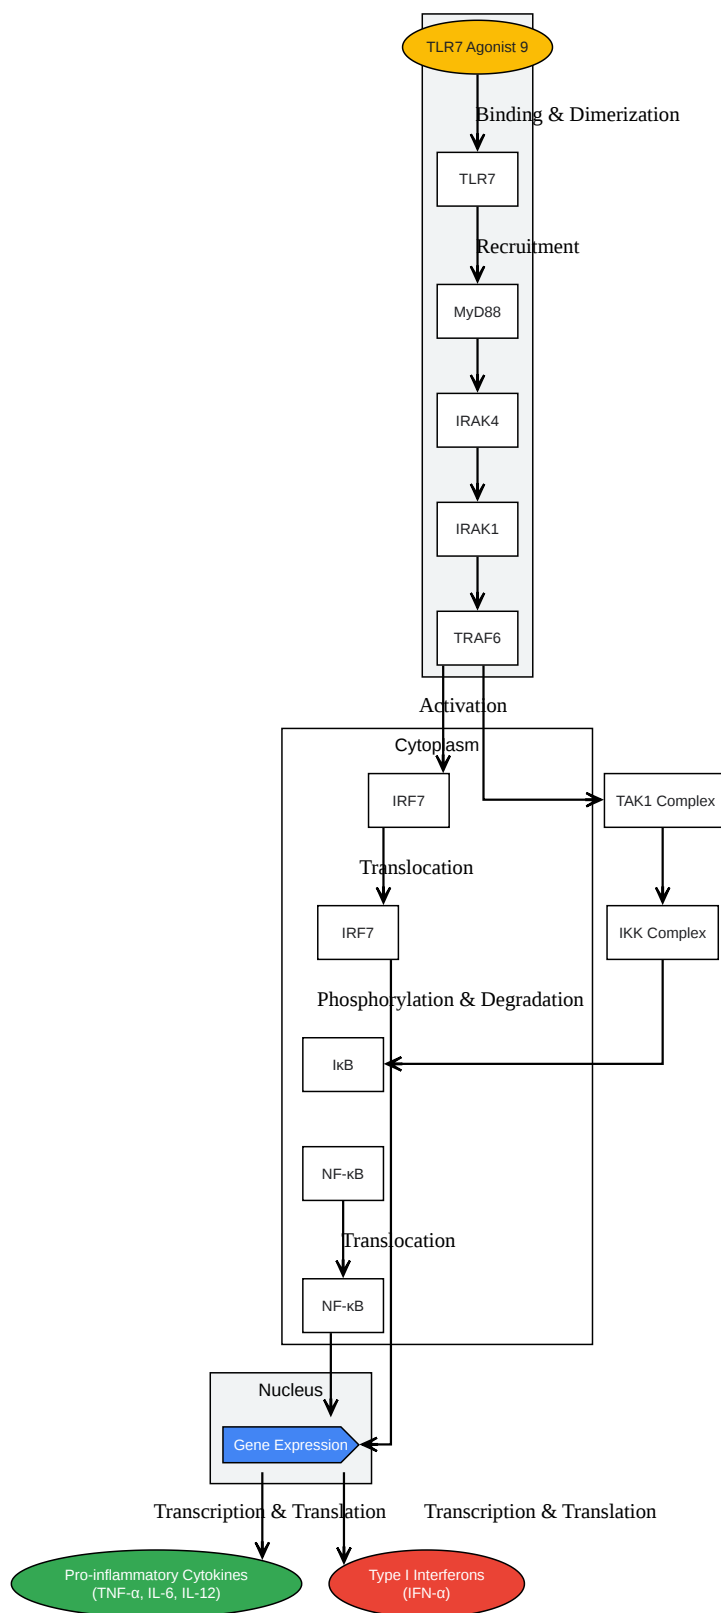 TLR7 Agonist 9
Binding & Dimerization
TLR7
Recruitment
MyD88
IRAK4
IRAK1
TRAF6
Activation
Cytoplasm
IRF7
TAK1 Complex
Translocation
IRF7
IKK Complex
Phosphorylation & Degradation
IκB
NF-κB
Translocation
NF-κB
Nucleus
Gene Expression
Transcription & Translation
Transcription & Translation
Pro-inflammatory Cytokines
(TNF-α, IL-6, IL-12)
Type I Interferons
(IFN-α)